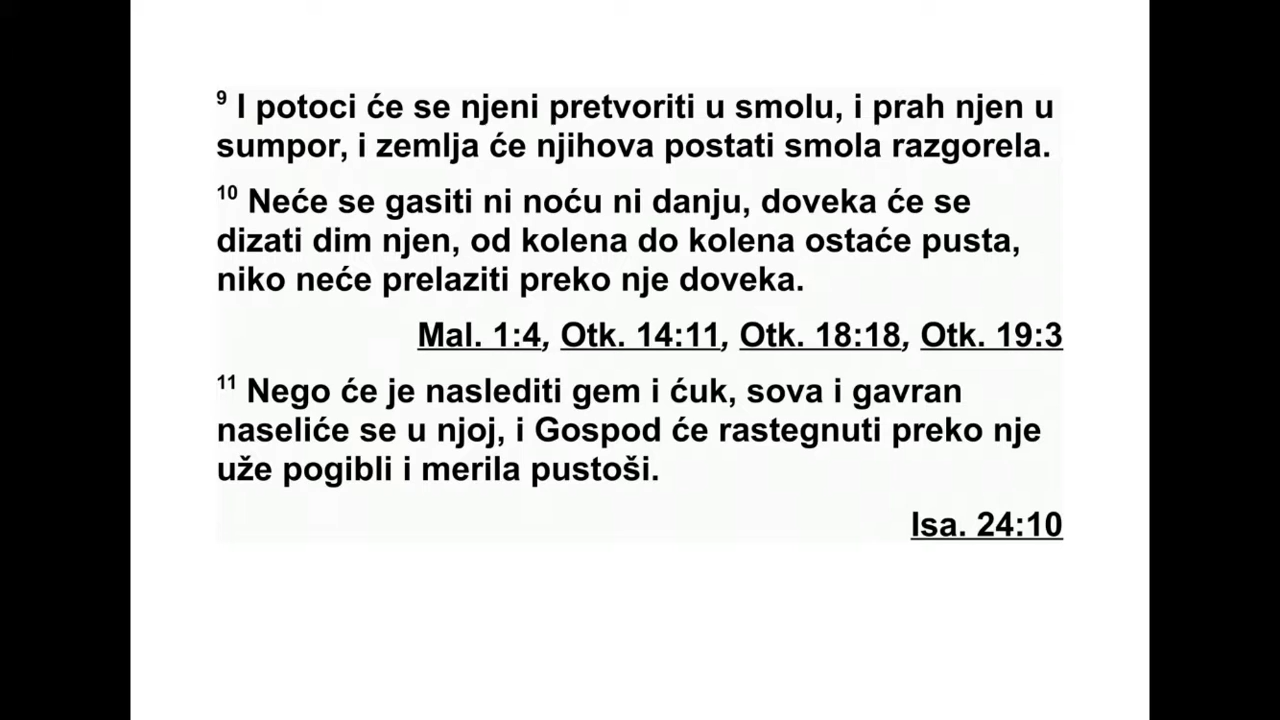 9 I potoci će se njeni pretvoriti u smolu, i prah njen u
sumpor, i zemlja će njihova postati smola razgorela.
10 Neće se gasiti ni noću ni danju, doveka će se
dizati dim njen, od kolena do kolena ostaće pusta,
niko neće prelaziti preko nje doveka.
Mal. 1:4, Otk. 14:11, Otk. 18:18, Otk. 19:3
11 Nego će je naslediti gem i ćuk, sova i gavran
naseliće se u njoj, i Gospod će rastegnuti preko nje
uže pogibli i merila pustoši.
Isa. 24:10